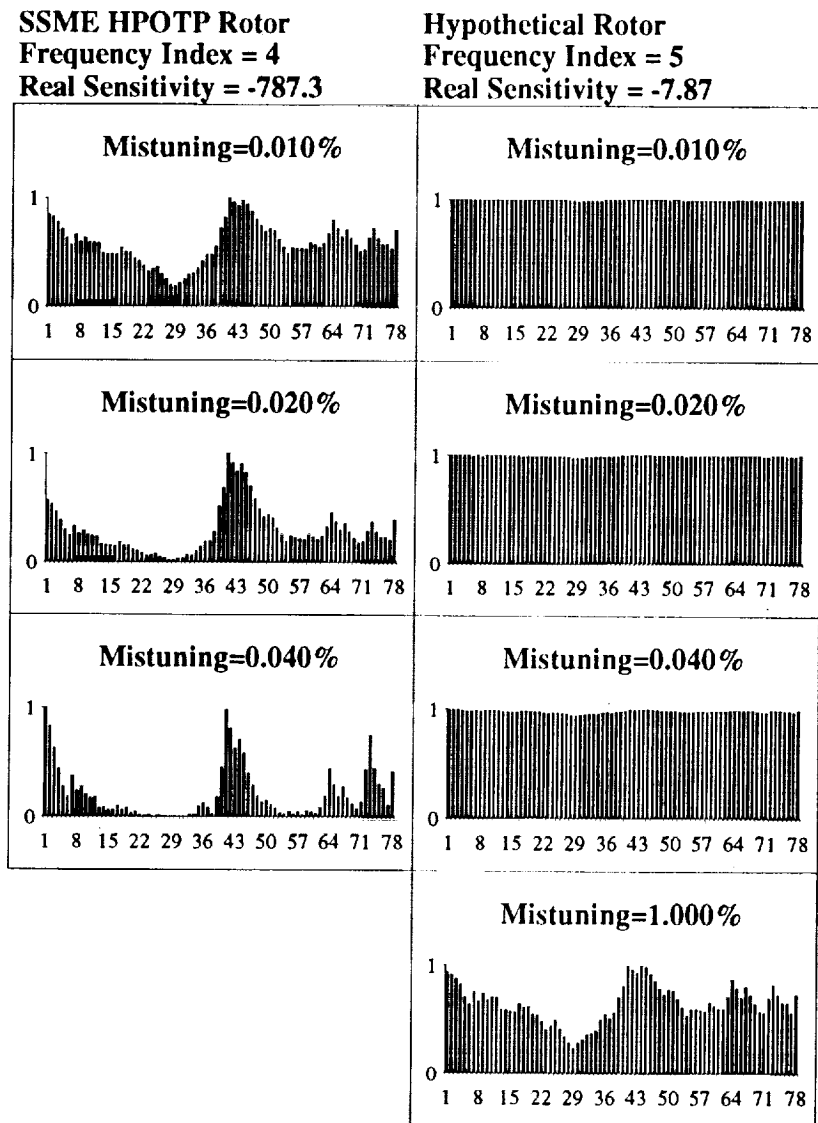 SSME HPOTP Rotor
Frequency Index = 4
Real Sensitivity = -787.3
Hypothetical Rotor
Frequency Index = 5
Real Sensitivity = -7.87
Mistuning=0.010%
1
0
1 8 15 22 29 36 43 50 57 64 71 78
Mistuning=0.010%
1
0
1 8 15 22 29 36 43 50 57 64 71 78
Mistuning=0.020%
1
0
1 8 15 22 29 36 43 50 57 64 71 78
Mistuning=0.020%
1
0
1 8 15 22 29 36 43 50 57 64 71 78
Mistuning=0.040%
1
0
1 8 15 22 29 36 43 50 57 64 71 78
Mistuning=0.040%
1
0
1 8 15 22 29 36 43 50 57 64 71 78
Mistuning=1.000%
1
0
1 8 15 22 29 36 43 50 57 64 71 78